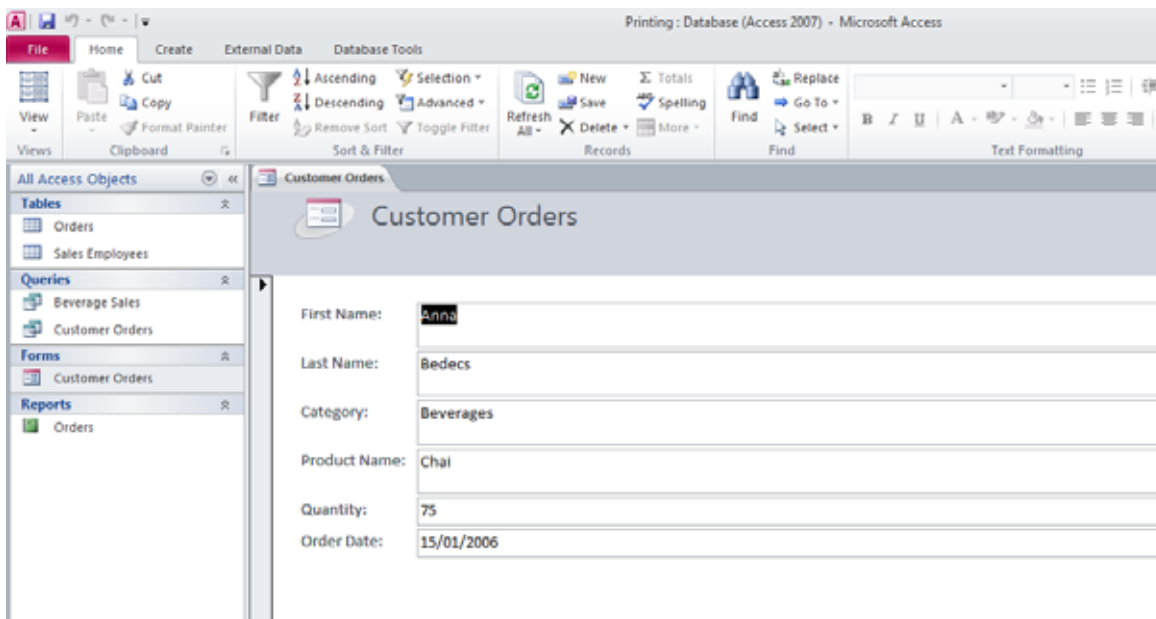 Printing : Database (Access 2007) - Microsoft Access
File Home Create External Data Database Tools
View
Views
Paste
Cut
Copy
Format Painter
Clipboard
Filter
Ascending
Descending
Remove Sort
Selection
Advanced
Toggle Filter
Sort & Filter
Refresh
All
New
Save
Delete
Totals
Spelling
More
Records
Find
Replace
Go To
Select
Find
B I U A
Text Formatting
All Access Objects
Tables
Orders
Sales Employees
Queries
Beverage Sales
Customer Orders
Forms
Customer Orders
Reports
Orders
Customer Orders
Customer Orders
First Name: Anna
Last Name: Bedecs
Category: Beverages
Product Name: Chai
Quantity: 75
Order Date: 15/01/2006